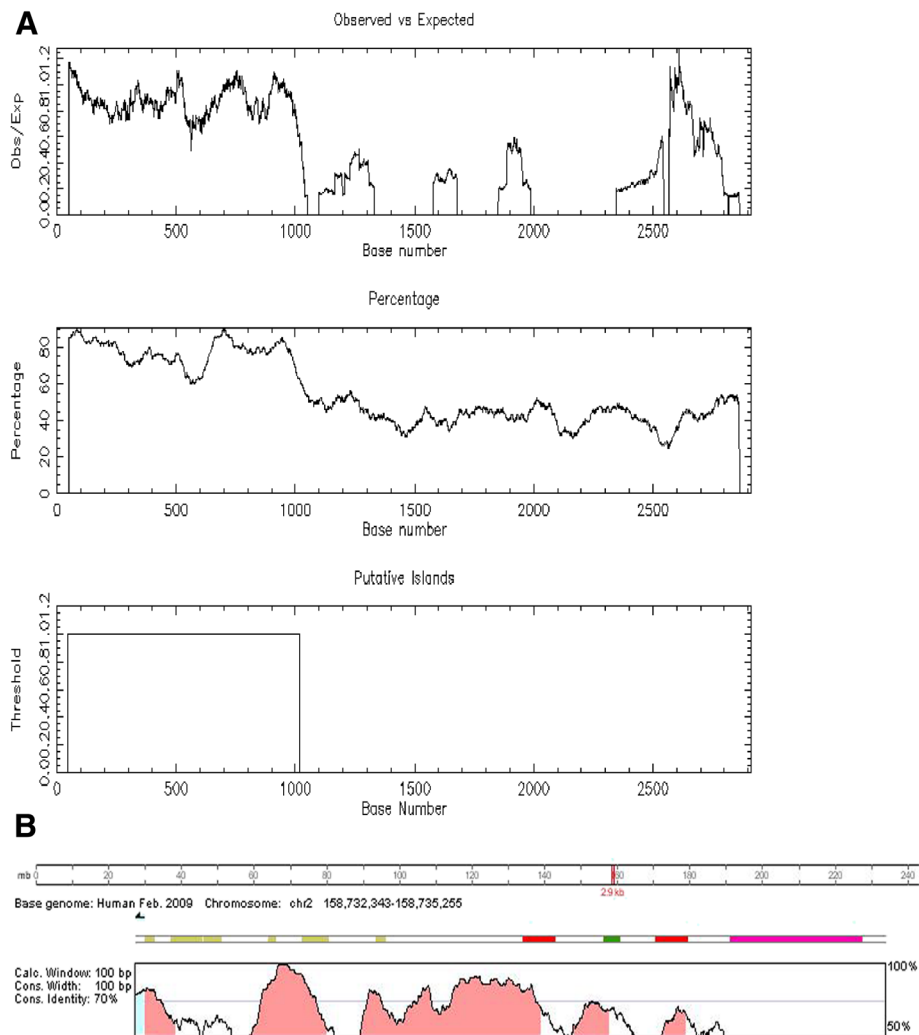 A
Observed vs Expected
Obs/Exp
0.00.20.40.60.81.01.2
0 500 1000 1500 2000 2500
Base number
Percentage
Percentage
0 20 40 60 80
0 500 1000 1500 2000 2500
Base number
Putative Islands
Threshold
0.00.20.40.60.81.01.2
0 500 1000 1500 2000 2500
Base Number
B
mb 0 20 40 60 80 100 120 140 160 180 200 220 240
2.9 kb
Base genome: Human Feb. 2009 Chromosome: chr2 158,732,343-158,735,255
Calc. Window: 100 bp
Cons. Width: 100 bp
Cons. Identity: 70%
100%
50%